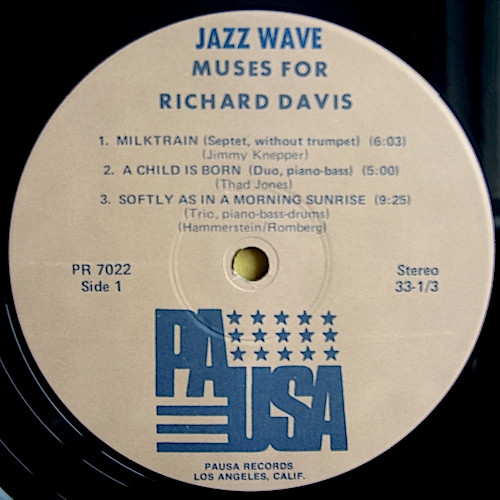 JAZZ WAVE
MUSES FOR
RICHARD DAVIS
1. MILKTRAIN (Septet, without trumpet) (6:03)
(Jimmy Knepper)
2. A CHILD IS BORN (Duo, piano-bass) (5:00)
(Thad Jones)
3. SOFTLY AS IN A MORNING SUNRISE (9:25)
(Trio, piano-bass-drums)
(Hammerstein/Romberg)
PR 7022
Side 1
Stereo
33-1/3
PAUSA
PAUSA RECORDS
LOS ANGELES, CALIF.